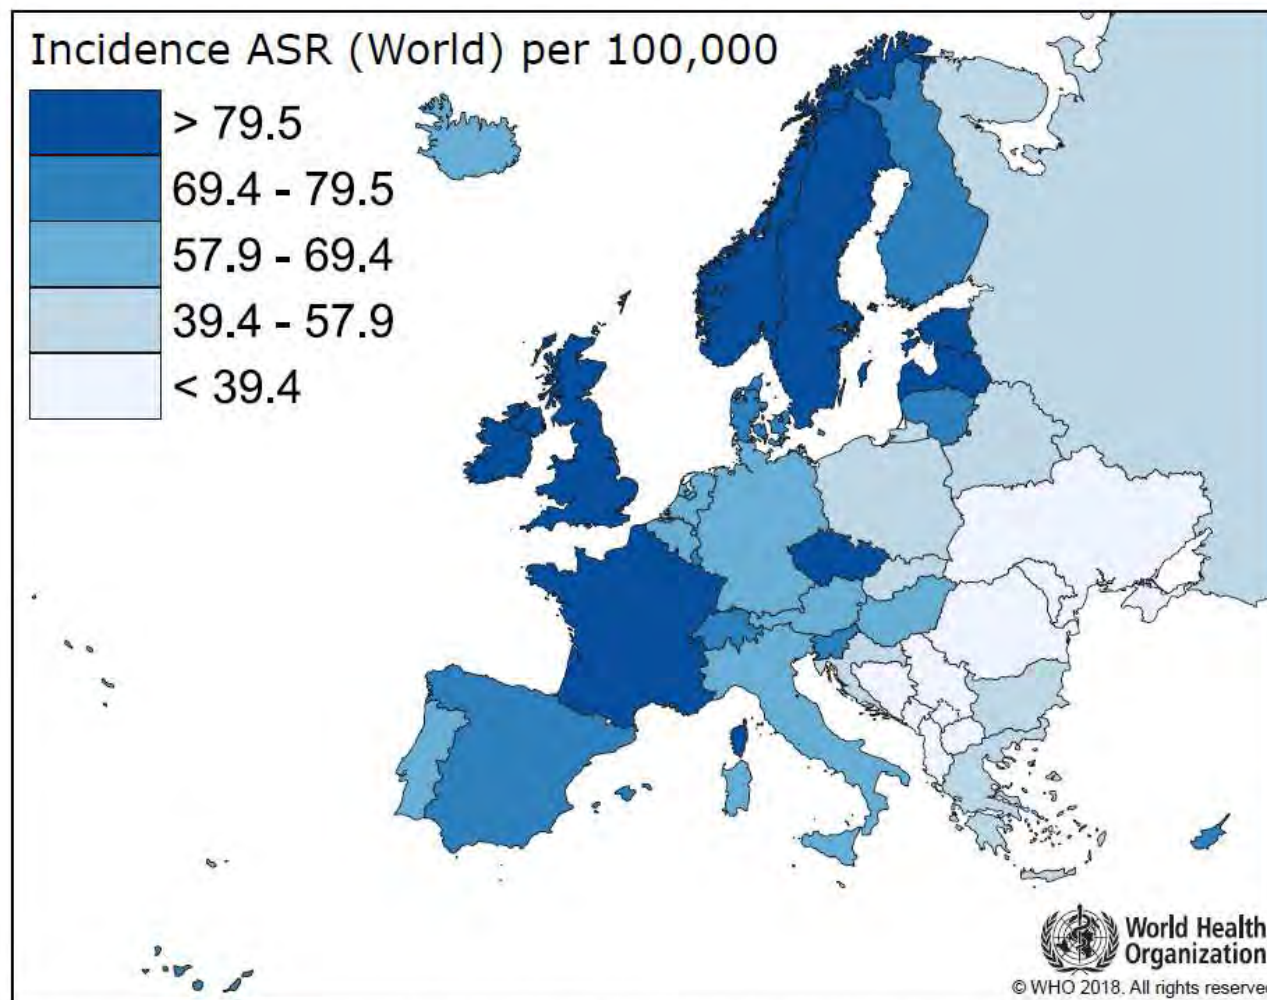 Incidence ASR (World) per 100,000
> 79.5
69.4 - 79.5
57.9 - 69.4
39.4 - 57.9
< 39.4
World Health
Organization
© WHO 2018. All rights reserved